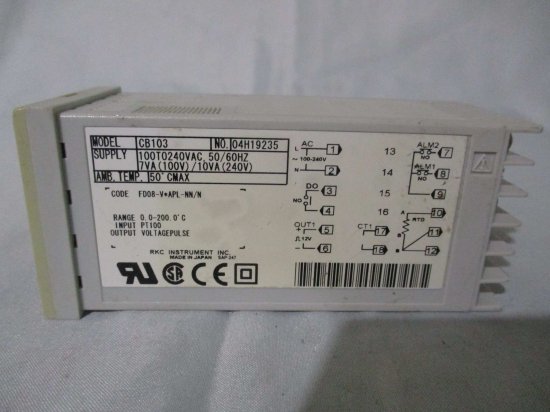 MODEL CB103 NO. 04H19235
SUPPLY 100TO240VAC 50/60HZ
7VA(100V)/10VA(240V)
AMB.TEMP. 50°CMAX
CODE FD08-V*APL-NN/N
RANGE 0.0-200.0°C
INPUT PT100
OUTPUT VOLTAGEPULSE
RKC INSTRUMENT INC.
MADE IN JAPAN SAP-247
AC
L 1
~100-240V
N 2
DO
3
NO
4
OUT1
+ 5
12V
- 6
13 ALM2 7
NO
14 ALM1 8
NO
15 9
16 A 10
RTD
CT1 17 B 11
18 B 12